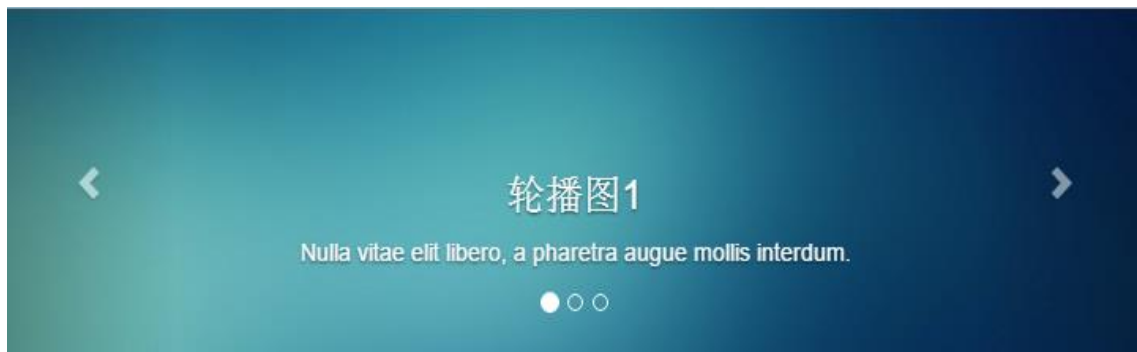 轮播图1
Nulla vitae elit libero, a pharetra augue mollis interdum.